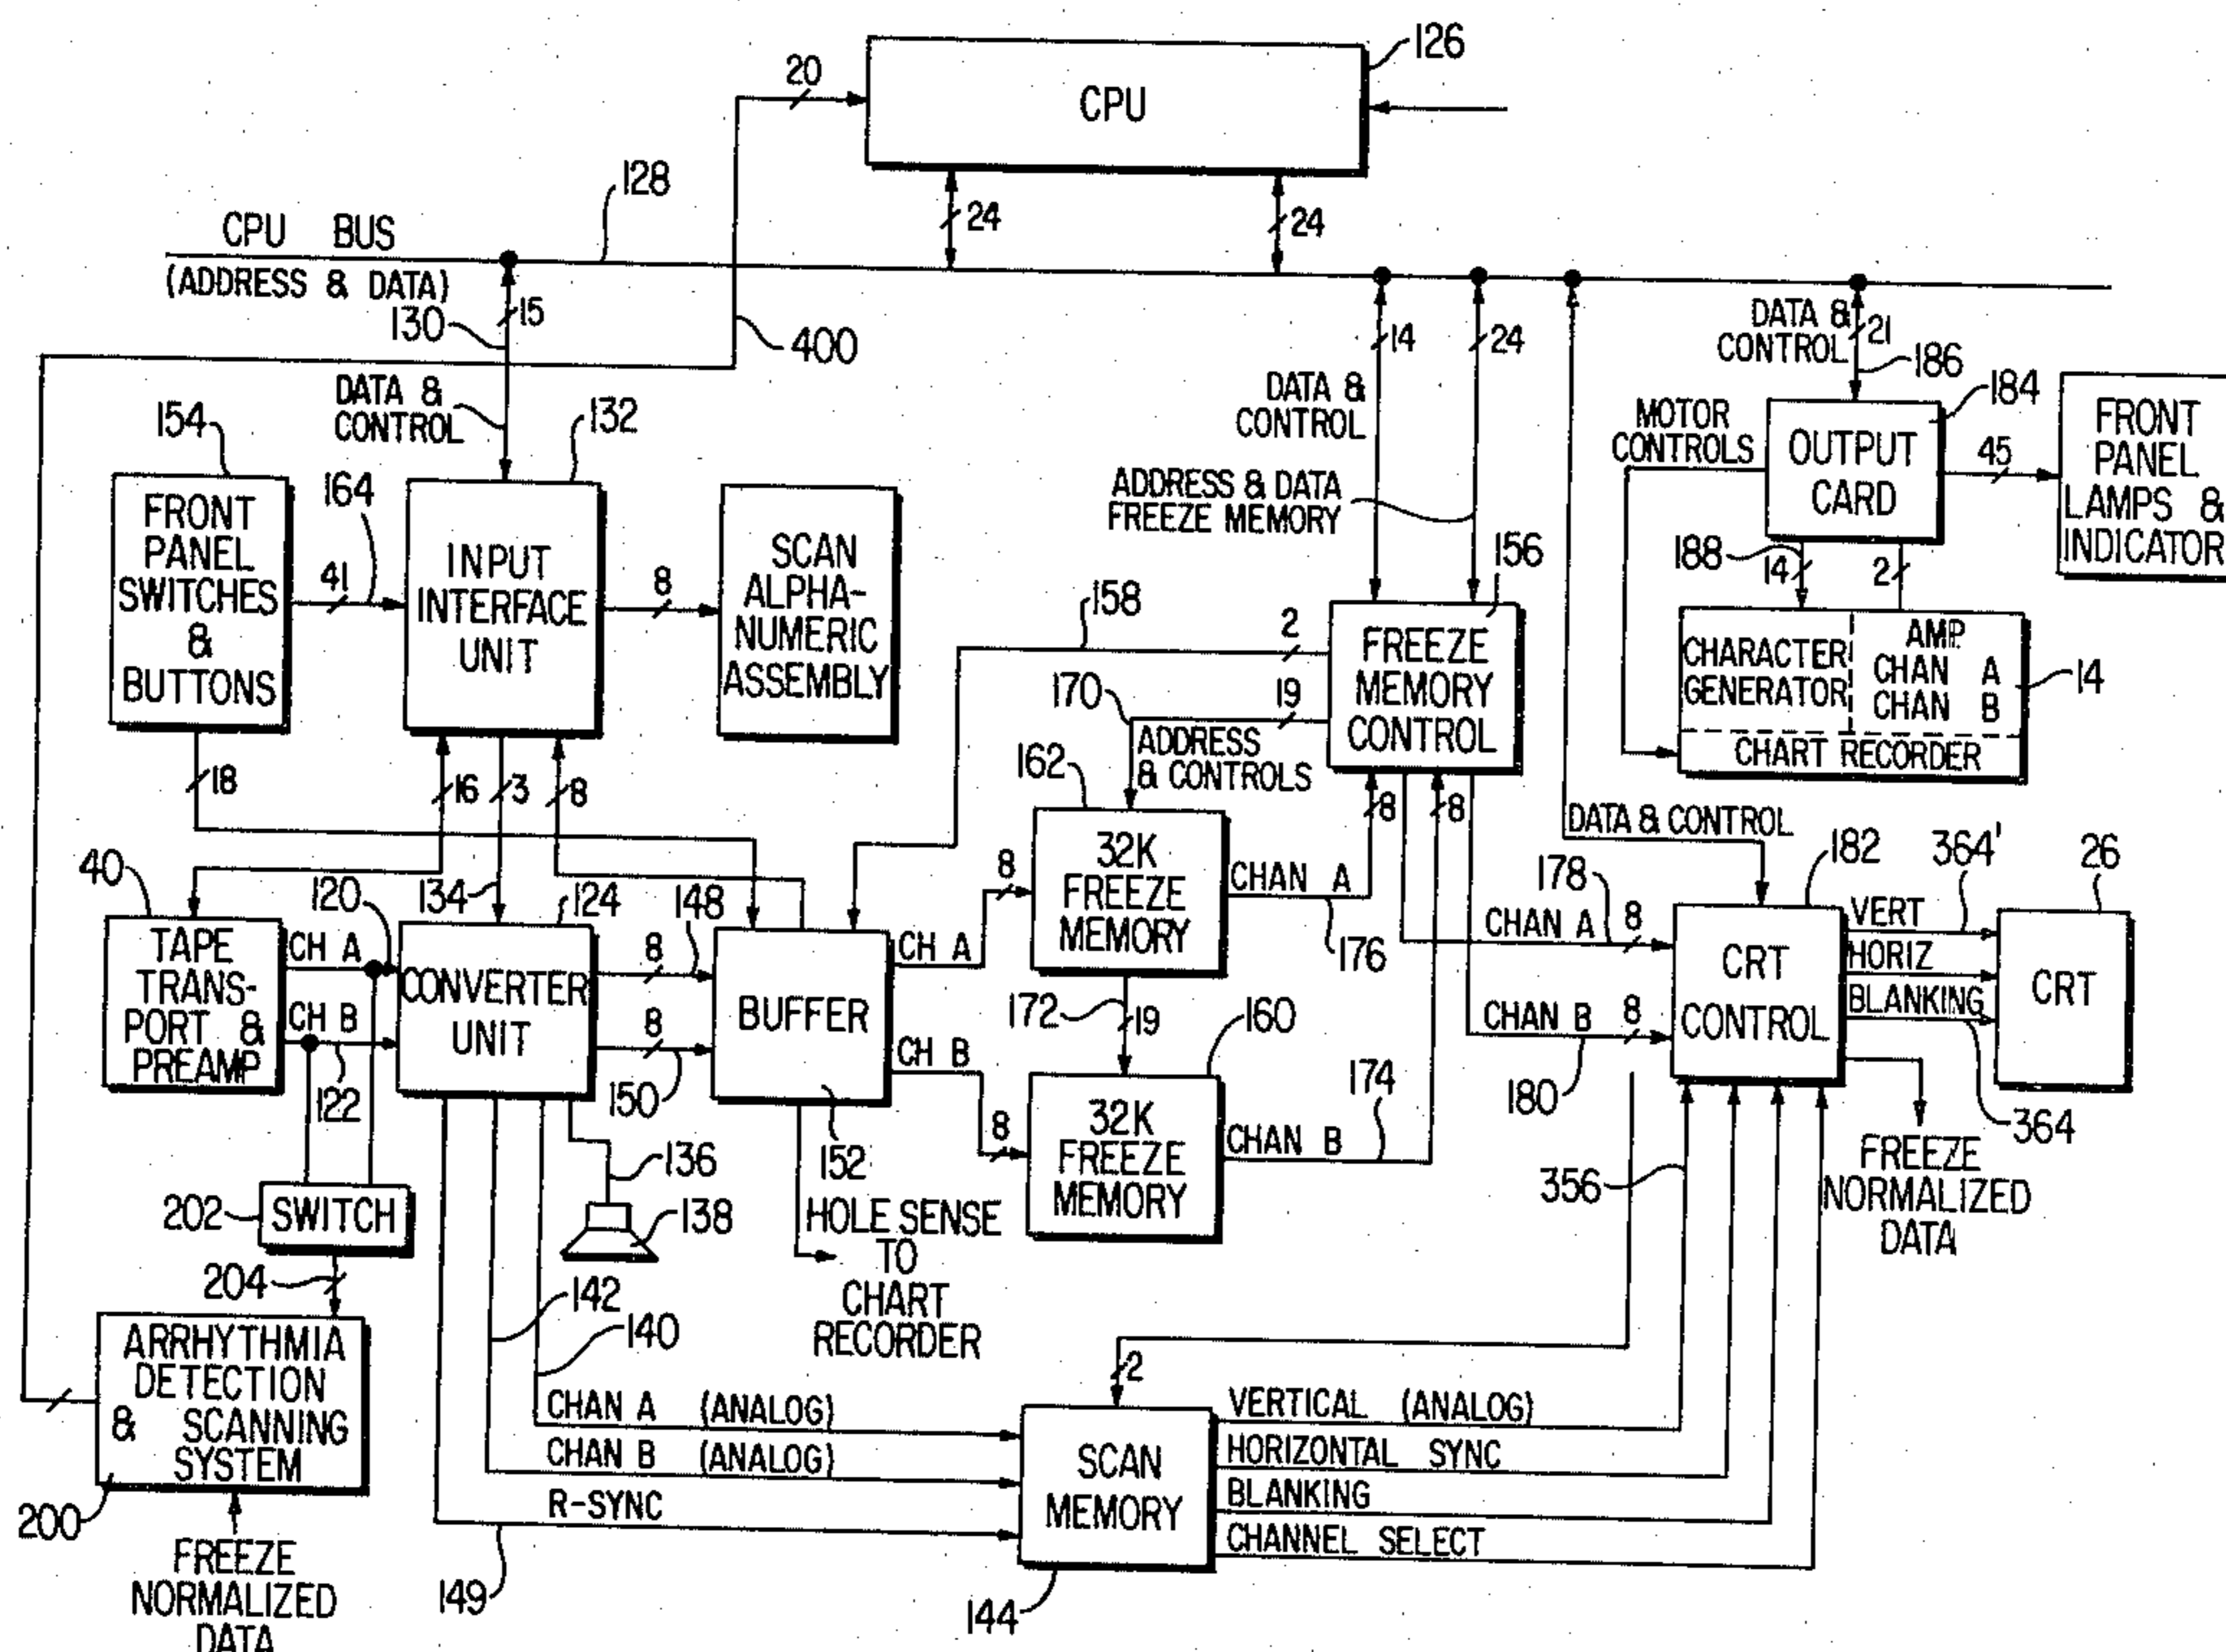 126
20
CPU
128
24
24
CPU BUS
(ADDRESS & DATA)
15
130
400
14
24
DATA &
CONTROL
21
186
DATA &
CONTROL
154
132
DATA &
CONTROL
MOTOR
CONTROLS
184
OUTPUT
CARD
45
FRONT
PANEL
LAMPS &
INDICATOR
164
FRONT
PANEL
SWITCHES
&
BUTTONS
41
INPUT
INTERFACE
UNIT
8
SCAN
ALPHA-
NUMERIC
ASSEMBLY
ADDRESS & DATA
FREEZE MEMORY
156
188
14
2
158
2
FREEZE
MEMORY
CONTROL
CHARACTER
GENERATOR
AMP.
CHAN A
CHAN B
14
CHART RECORDER
170
19
ADDRESS
& CONTROLS
162
18
16
3
8
8
8
DATA & CONTROL
40
120
134
124
148
8
32K
FREEZE
MEMORY
CHAN A
176
178
CHAN A
8
182
364'
26
TAPE
TRANS-
PORT &
PREAMP
CH A
CH B
122
CONVERTER
UNIT
8
8
150
BUFFER
CH A
CH B
152
172
19
160
CHAN B
8
180
CRT
CONTROL
VERT
HORIZ
BLANKING
CRT
364
8
32K
FREEZE
MEMORY
CHAN B
174
136
138
356
FREEZE
NORMALIZED
DATA
202
SWITCH
204
HOLE SENSE
TO
CHART
RECORDER
142
140
ARRHYTHMIA
DETECTION
& SCANNING
SYSTEM
200
FREEZE
NORMALIZED
DATA
CHAN A (ANALOG)
CHAN B (ANALOG)
R-SYNC
149
2
SCAN
MEMORY
144
VERTICAL (ANALOG)
HORIZONTAL SYNC
BLANKING
CHANNEL SELECT